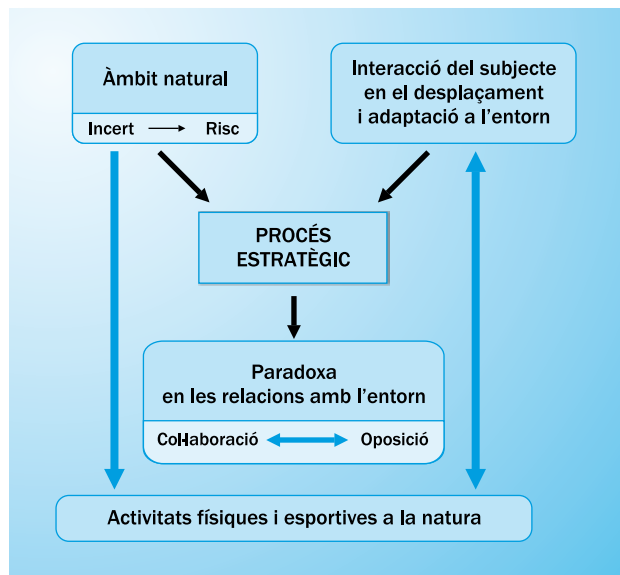 Àmbit natural
Incert → Risc
Interacció del subjecte
en el desplaçament
i adaptació a l'entorn
PROCÉS
ESTRATÈGIC
Paradoxa
en les relacions amb l'entorn
Col·laboració ↔ Oposició
Activitats físiques i esportives a la natura